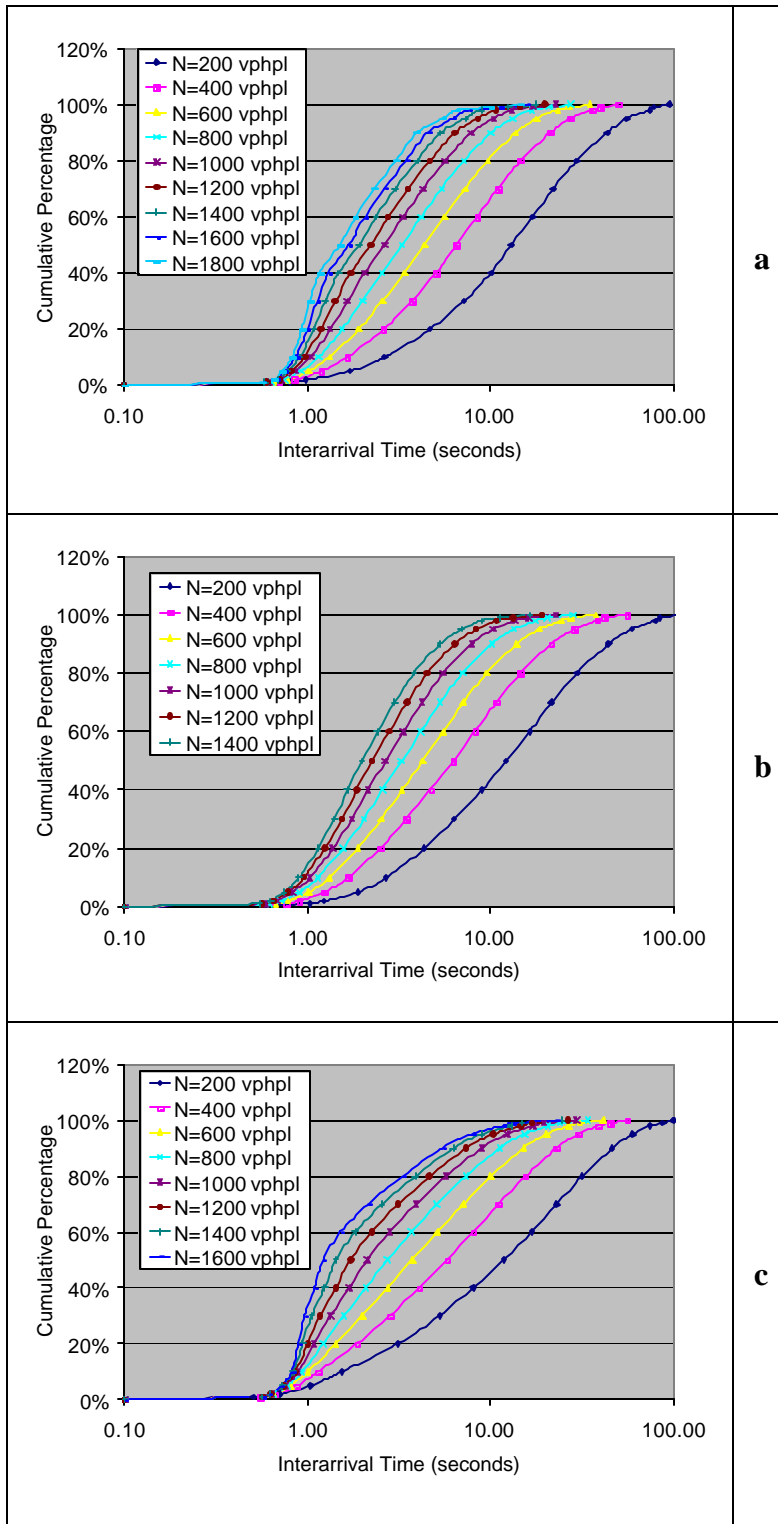 120%
100%
80%
60%
40%
20%
0%
Cumulative Percentage
N=200 vphpl
N=400 vphpl
N=600 vphpl
N=800 vphpl
N=1000 vphpl
N=1200 vphpl
N=1400 vphpl
N=1600 vphpl
N=1800 vphpl
0.10 1.00 10.00 100.00
Interarrival Time (seconds)
a
120%
100%
80%
60%
40%
20%
0%
Cumulative Percentage
N=200 vphpl
N=400 vphpl
N=600 vphpl
N=800 vphpl
N=1000 vphpl
N=1200 vphpl
N=1400 vphpl
0.10 1.00 10.00 100.00
Interarrival Time (seconds)
b
120%
100%
80%
60%
40%
20%
0%
Cumulative Percentage
N=200 vphpl
N=400 vphpl
N=600 vphpl
N=800 vphpl
N=1000 vphpl
N=1200 vphpl
N=1400 vphpl
N=1600 vphpl
0.10 1.00 10.00 100.00
Interarrival Time (seconds)
c